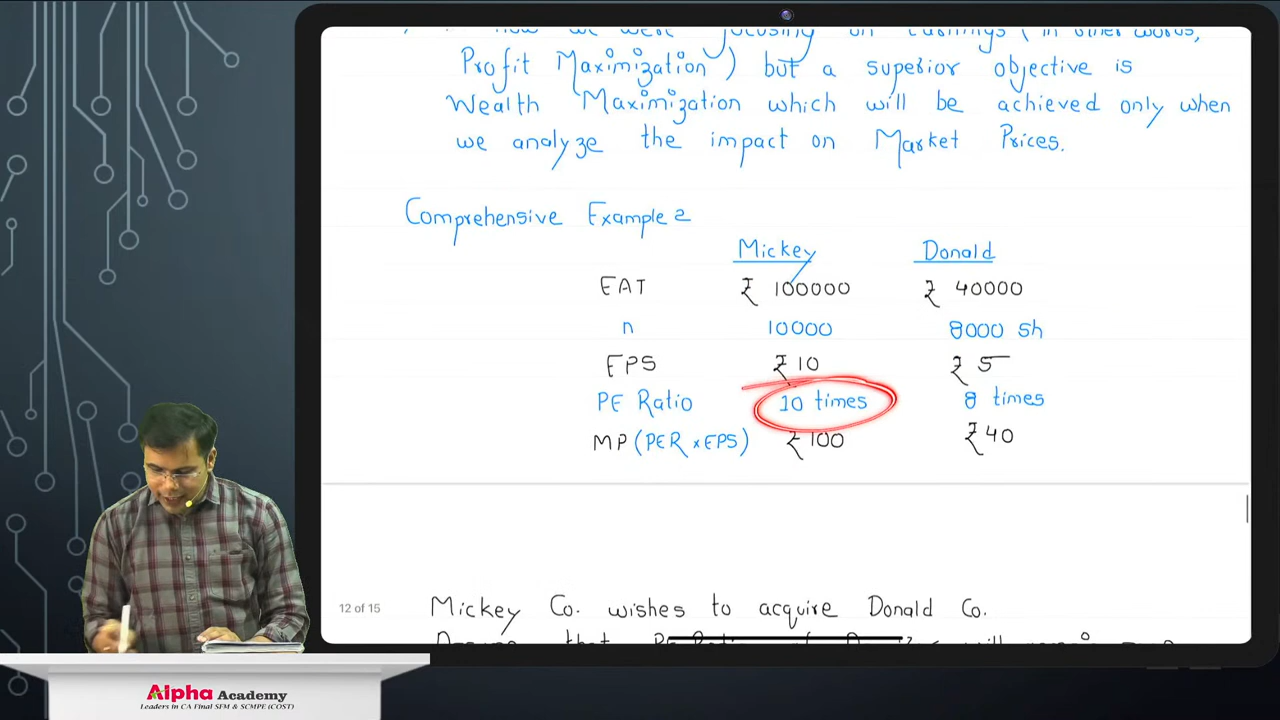 Profit Maximization) but a superior objective is
Wealth Maximization which will be achieved only when
we analyze the impact on Market Prices.
Comprehensive Example 2
Mickey Donald
EAT ₹ 100000 ₹ 40000
n 10000 8000 sh
EPS ₹ 10 ₹ 5
PE Ratio 10 times 8 times
MP (PER x EPS) ₹ 100 ₹ 40
12 of 15
Mickey Co. wishes to acquire Donald Co.
Alpha Academy
Leaders in CA Final SFM & SCMPE (COST)